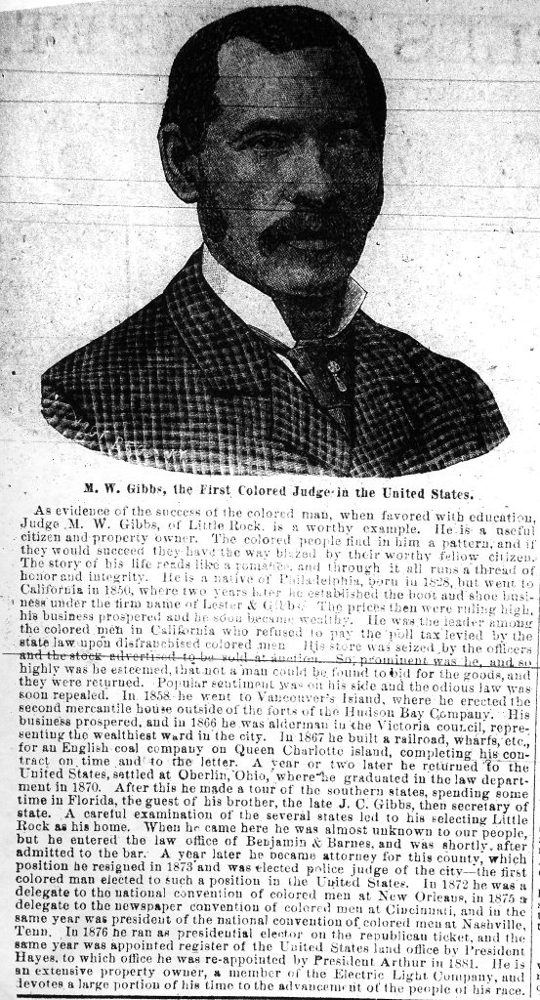 M. W. Gibbs, the First Colored Judge in the United States.
As evidence of the success of the colored man, when favored with education,
Judge M. W. Gibbs, of Little Rock, is a worthy example. He is a useful
citizen and property owner. The colored people find in him a pattern, and if
they would succeed they have the way blazed by their worthy fellow citizen.
The story of his life reads like a romance, and through it all runs a thread of
honor and integrity. He is a native of Philadelphia, born in 1828, but went to
California in 1850, where two years later he established the boot and shoe busi-
ness under the firm name of Lester & Gibbs. The prices then were ruling high,
his business prospered and he soon became wealthy. He was the leader among
the colored men in California who refused to pay the poll tax levied by the
state law upon disfranchised colored men His store was seized by the officers
and the stock advertised to be sold at auction. So prominent was he, and so
highly was he esteemed, that not a man could be found to bid for the goods, and
they were returned. Popular sentiment was on his side and the odious law was
soon repealed. In 1858 he went to Vancouver's Island, where he erected the
second mercantile house outside of the forts of the Hudson Bay Company. His
business prospered, and in 1866 he was alderman in the Victoria council, repre-
senting the wealthiest ward in the city. In 1867 he built a railroad, wharfs, etc.,
for an English coal company on Queen Charlotte island, completing his con-
tract on time and to the letter. A year or two later he returned to the
United States, settled at Oberlin, Ohio, where he graduated in the law depart-
ment in 1870. After this he made a tour of the southern states, spending some
time in Florida, the guest of his brother, the late J. C. Gibbs, then secretary of
state. A careful examination of the several states led to his selecting Little
Rock as his home. When he came here he was almost unknown to our people,
but he entered the law office of Benjamin & Barnes, and was shortly after
admitted to the bar. A year later he became attorney for this county, which
position he resigned in 1873 and was elected police judge of the city—the first
colored man elected to such a position in the United States. In 1872 he was a
delegate to the national convention of colored men at New Orleans, in 1875 a
delegate to the newspaper convention of colored men at Cincinnati, and in the
same year was president of the national convention of colored men at Nashville,
Tenn. In 1876 he ran as presidential elector on the republican ticket, and the
same year was appointed register of the United States land office by President
Hayes, to which office he was re-appointed by President Arthur in 1881. He is
an extensive property owner, a member of the Electric Light Company, and
devotes a large portion of his time to the advancement of the people of his race.